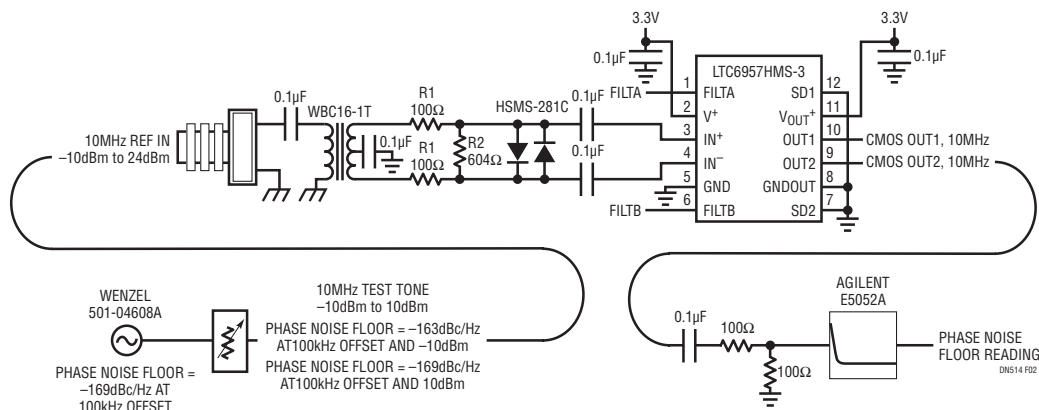 3.3V
3.3V
0.1µF
0.1µF
LTC6957HMS-3
0.1µF
WBC16-1T
R1
100Ω
HSMS-281C
0.1µF
FILTA
1
FILTA
SD1
12
2
V+
VOUT+
11
10MHz REF IN
–10dBm to 24dBm
0.1µF
R2
604Ω
3
IN+
OUT1
10
CMOS OUT1, 10MHz
R1
100Ω
0.1µF
4
IN–
OUT2
9
CMOS OUT2, 10MHz
5
GND
GNDOUT
8
FILTB
6
FILTB
SD2
7
WENZEL
501-04608A
10MHz TEST TONE
–10dBm to 10dBm
PHASE NOISE FLOOR = –163dBc/Hz
AT100kHz OFFSET AND –10dBm
PHASE NOISE FLOOR = –169dBc/Hz
AT100kHz OFFSET AND 10dBm
PHASE NOISE FLOOR =
–169dBc/Hz AT
100kHz OFFSET
0.1µF
100Ω
100Ω
AGILENT
E5052A
PHASE NOISE
FLOOR READING
DN514 F02